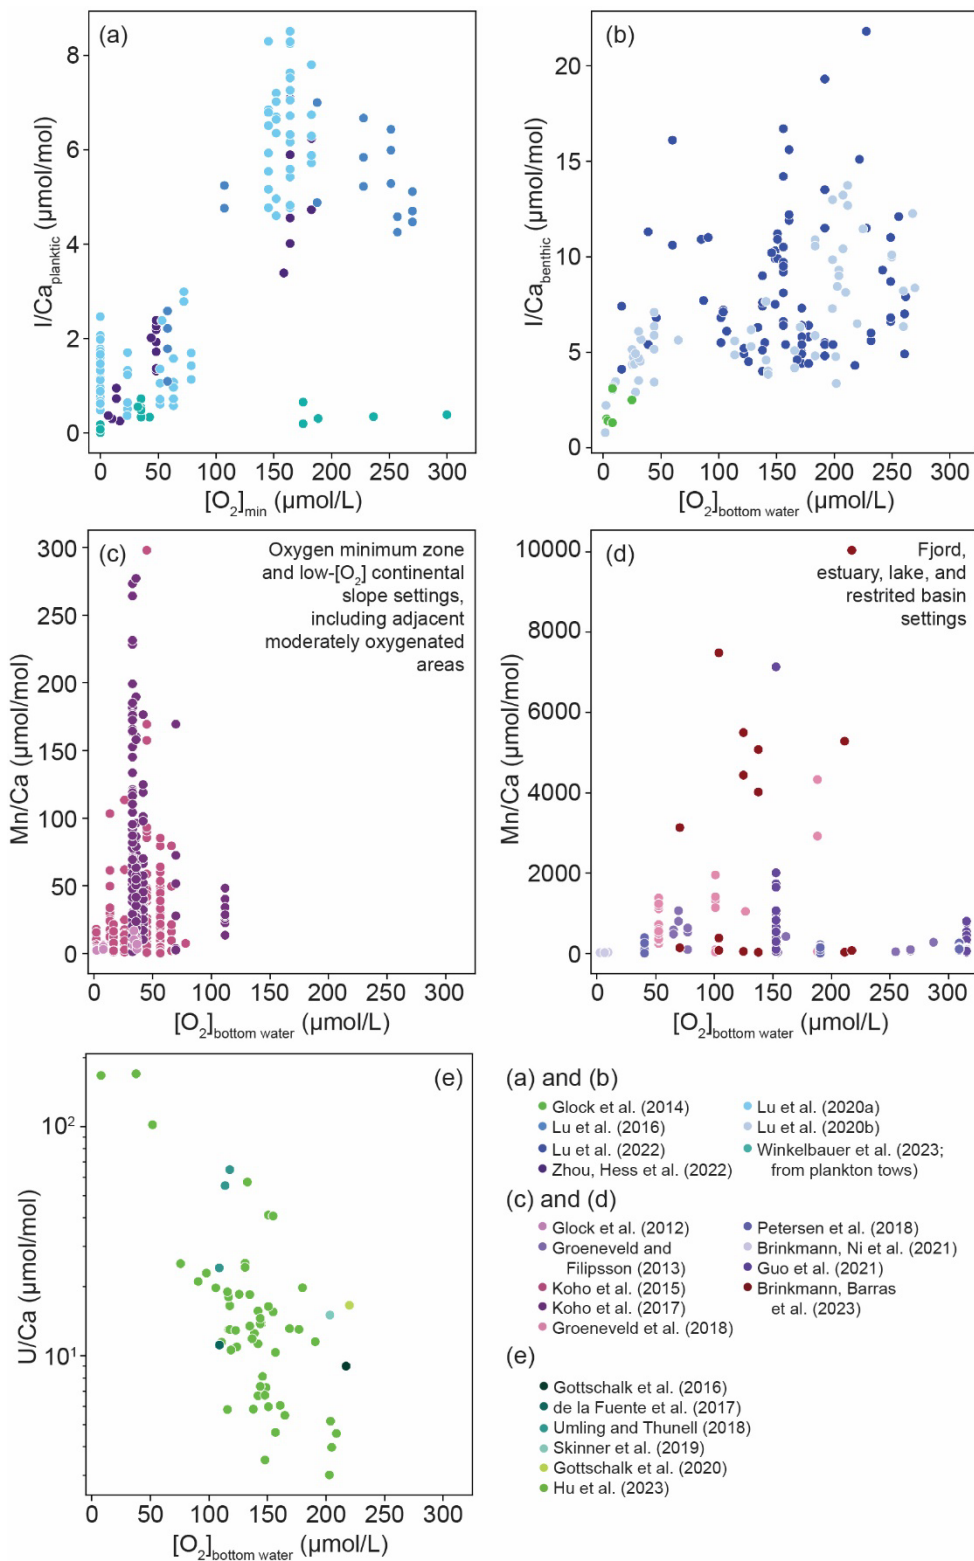 (a)
8
6
4
2
0
I/Ca planktic (µmol/mol)
0 50 100 150 200 250 300
[O₂]min (µmol/L)
(b)
20
15
10
5
0
I/Ca benthic (µmol/mol)
0 50 100 150 200 250 300
[O₂]bottom water (µmol/L)
(c)
Oxygen minimum zone
and low-[O₂] continental
slope settings,
including adjacent
moderately oxygenated
areas
300
250
200
150
100
50
0
Mn/Ca (µmol/mol)
0 50 100 150 200 250 300
[O₂]bottom water (µmol/L)
(d)
Fjord,
estuary, lake, and
restrited basin
settings
10000
8000
6000
4000
2000
0
Mn/Ca (µmol/mol)
0 50 100 150 200 250 300
[O₂]bottom water (µmol/L)
(e)
10²
10¹
U/Ca (µmol/mol)
0 50 100 150 200 250 300
[O₂]bottom water (µmol/L)
(a) and (b)
Glock et al. (2014)
Lu et al. (2016)
Lu et al. (2022)
Zhou, Hess et al. (2022)
Lu et al. (2020a)
Lu et al. (2020b)
Winkelbauer et al. (2023;
from plankton tows)
(c) and (d)
Glock et al. (2012)
Groeneveld and
Filipsson (2013)
Koho et al. (2015)
Koho et al. (2017)
Groeneveld et al. (2018)
Petersen et al. (2018)
Brinkmann, Ni et al. (2021)
Guo et al. (2021)
Brinkmann, Barras
et al. (2023)
(e)
Gottschalk et al. (2016)
de la Fuente et al. (2017)
Umling and Thunell (2018)
Skinner et al. (2019)
Gottschalk et al. (2020)
Hu et al. (2023)